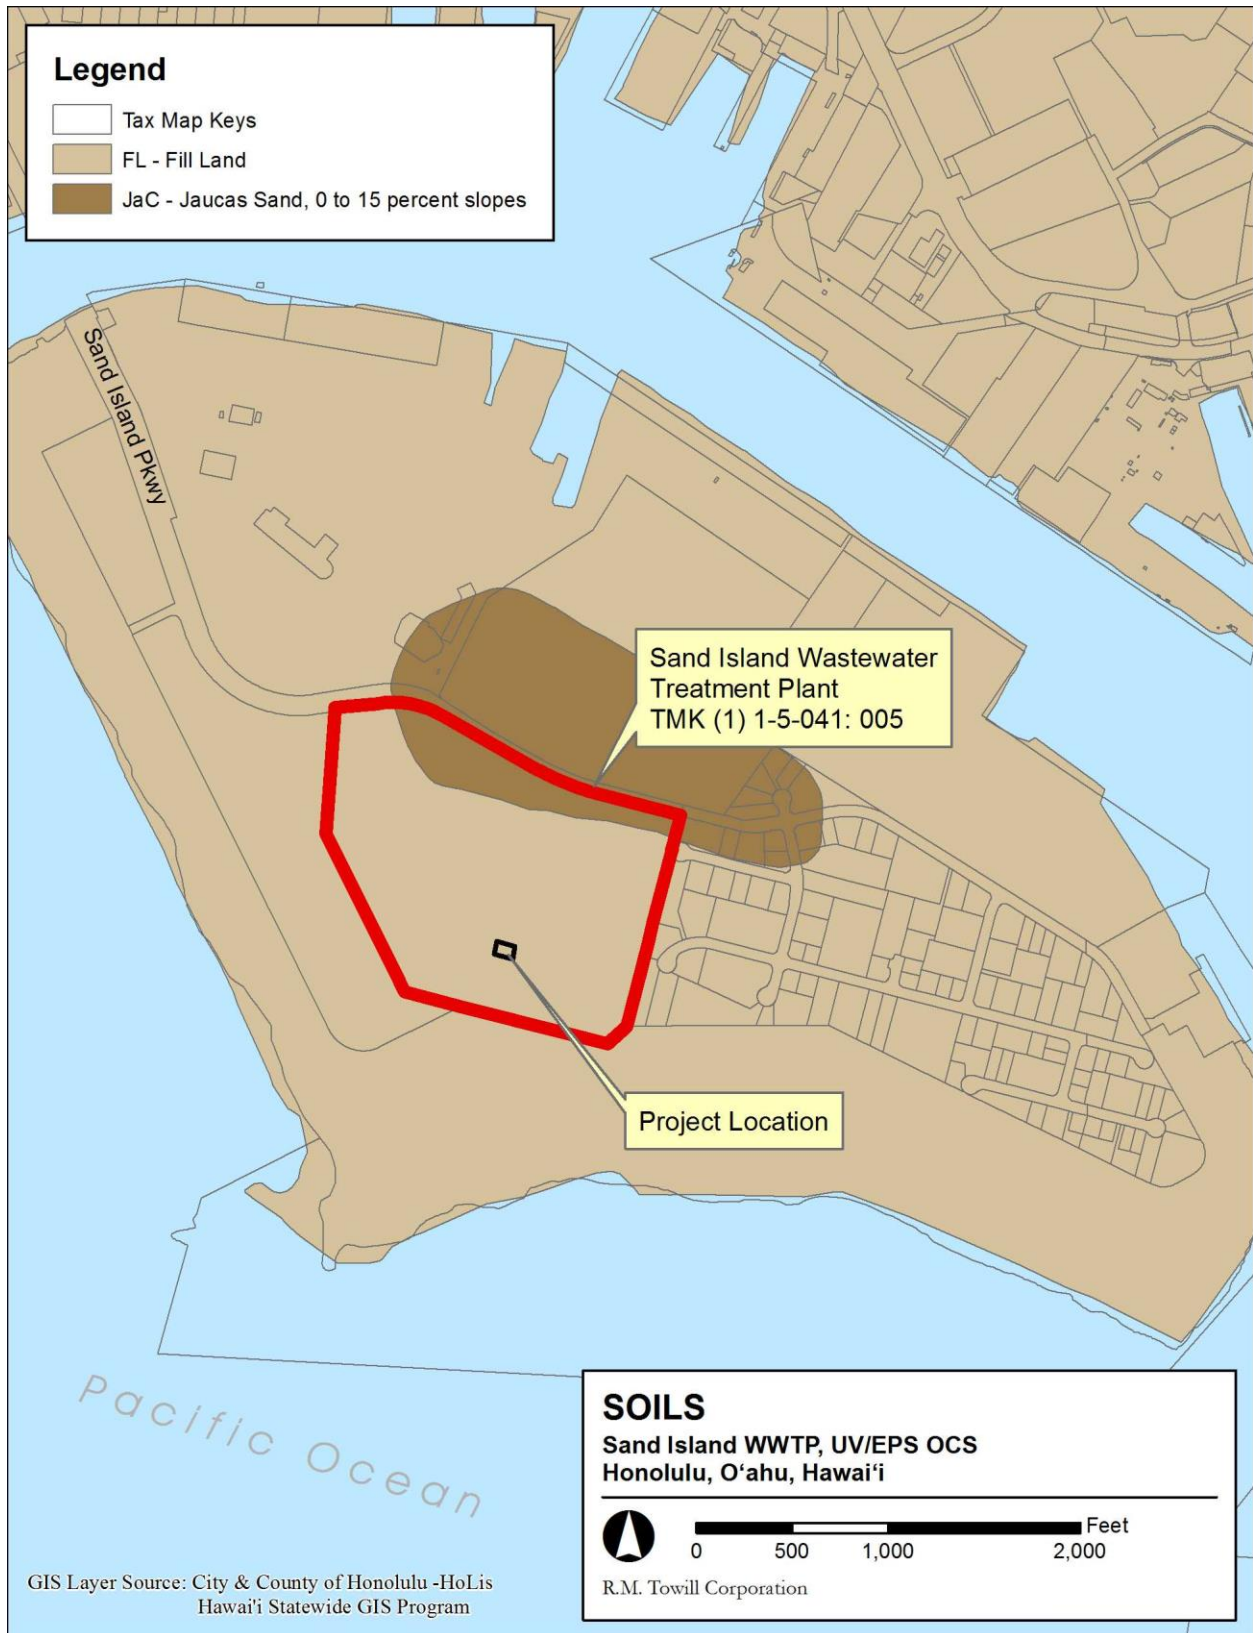 Legend
Tax Map Keys
FL - Fill Land
JaC - Jaucas Sand, 0 to 15 percent slopes
Sand Island Pkwy
Sand Island Wastewater
Treatment Plant
TMK (1) 1-5-041: 005
Project Location
Pacific Ocean
SOILS
Sand Island WWTP, UV/EPS OCS
Honolulu, Oʻahu, Hawaiʻi
Feet
0 500 1,000 2,000
R.M. Towill Corporation
GIS Layer Source: City & County of Honolulu -HoLis
Hawai'i Statewide GIS Program